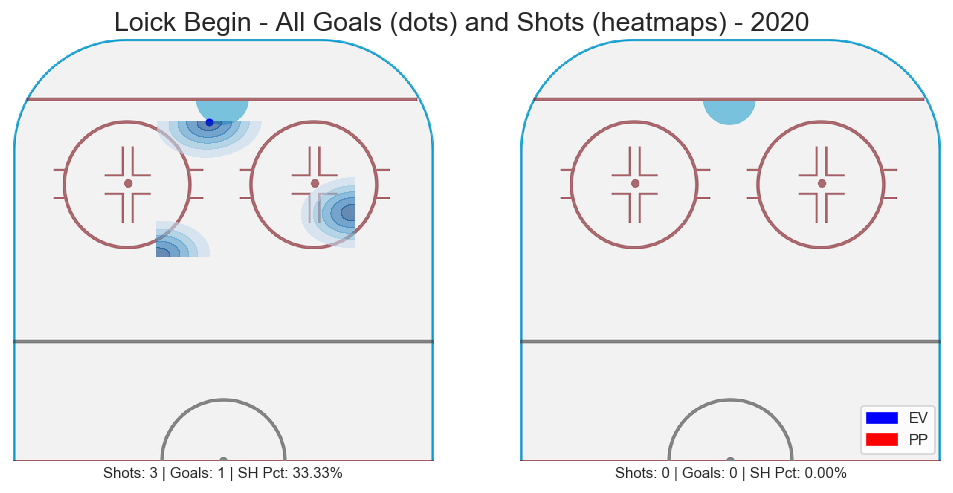 Loick Begin - All Goals (dots) and Shots (heatmaps) - 2020
EV
PP
Shots: 3 | Goals: 1 | SH Pct: 33.33%
Shots: 0 | Goals: 0 | SH Pct: 0.00%